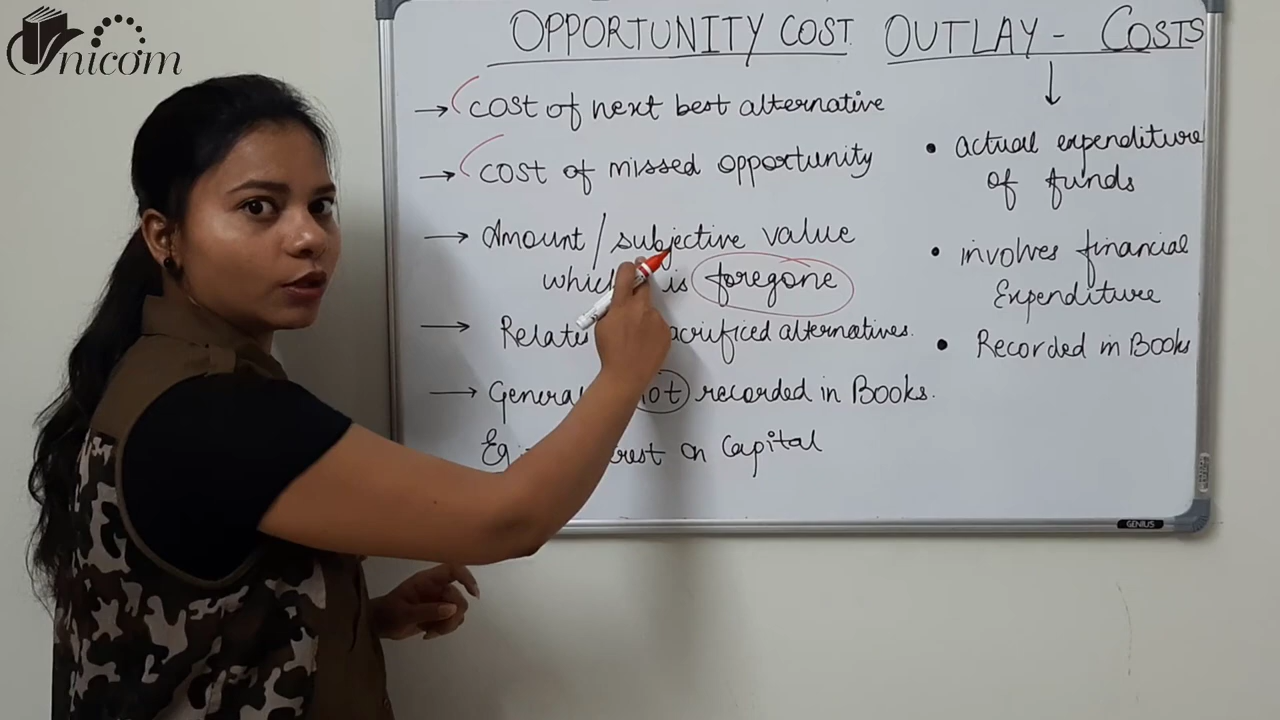 Unicom
OPPORTUNITY COST
→ cost of next best alternative
→ cost of missed opportunity
→ Amount / subjective value
is foregone
→ sacrificed alternatives.
→ not recorded in Books.
Eg on Capital
OUTLAY - COSTS
• actual expenditure
of funds
• involves financial
Expenditure
• Recorded in Books
GENIUS